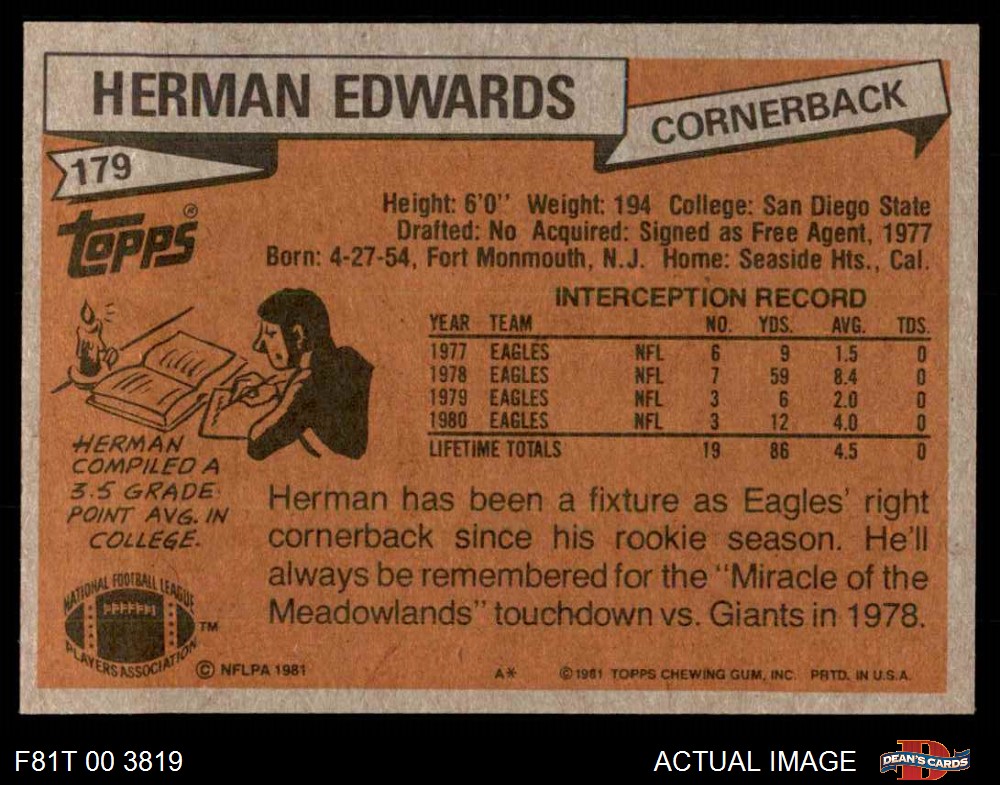 HERMAN EDWARDS
CORNERBACK
179
TOPPS®
Height: 6'0'' Weight: 194 College: San Diego State
Drafted: No Acquired: Signed as Free Agent, 1977
Born: 4-27-54, Fort Monmouth, N.J. Home: Seaside Hts., Cal.
INTERCEPTION RECORD
YEAR TEAM NO. YDS. AVG. TDS.
1977 EAGLES NFL 6 9 1.5 0
1978 EAGLES NFL 7 59 8.4 0
1979 EAGLES NFL 3 6 2.0 0
1980 EAGLES NFL 3 12 4.0 0
LIFETIME TOTALS 19 86 4.5 0
HERMAN
COMPILED A
3.5 GRADE
POINT AVG. IN
COLLEGE.
Herman has been a fixture as Eagles' right
cornerback since his rookie season. He'll
always be remembered for the "Miracle of the
Meadowlands" touchdown vs. Giants in 1978.
NATIONAL FOOTBALL LEAGUE
PLAYERS ASSOCIATION
TM
© NFLPA 1981
A*
©1981 TOPPS CHEWING GUM, INC. PRTD. IN U.S.A.
F81T 00 3819
ACTUAL IMAGE
D
DEAN'S CARDS